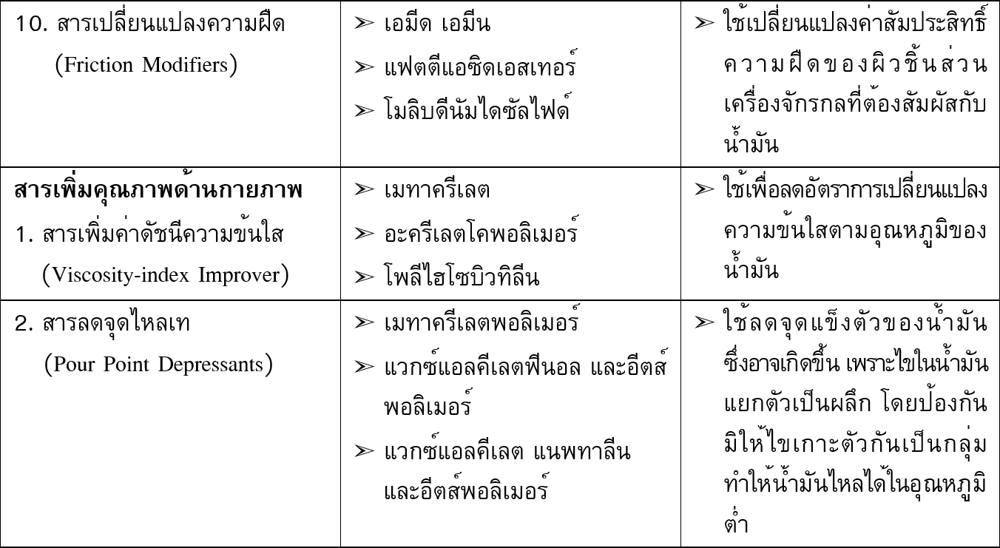 10. สารเปลี่ยนแปลงความฝืด
(Friction Modifiers)
➢ เอมีด เอมีน
➢ แฟตตีแอซิดเอสเทอร์
➢ โมลิบดีนัมไดซัลไฟด์
➢ ใช้เปลี่ยนแปลงค่าสัมประสิทธิ์
ความฝืดของผิวชิ้นส่วน
เครื่องจักรกลที่ต้องสัมผัสกับ
น้ำมัน
สารเพิ่มคุณภาพด้านกายภาพ
1. สารเพิ่มค่าดัชนีความข้นใส
(Viscosity-index Improver)
➢ เมทาครีเลต
➢ อะครีเลตโคพอลิเมอร์
➢ โพลีไฮโซบิวทิลีน
➢ ใช้เพื่อลดอัตราการเปลี่ยนแปลง
ความข้นใสตามอุณหภูมิของ
น้ำมัน
2. สารลดจุดไหลเท
(Pour Point Depressants)
➢ เมทาครีเลตพอลิเมอร์
➢ แวกซ์แอลคีเลตฟีนอล และอีตส์
พอลิเมอร์
➢ แวกซ์แอลคีเลต แนพทาลีน
และอีตส์พอลิเมอร์
➢ ใช้ลดจุดแข็งตัวของน้ำมัน
ซึ่งอาจเกิดขึ้น เพราะไขในน้ำมัน
แยกตัวเป็นผลึก โดยป้องกัน
มิให้ไขเกาะตัวกันเป็นกลุ่ม
ทำให้น้ำมันไหลได้ในอุณหภูมิ
ต่ำ